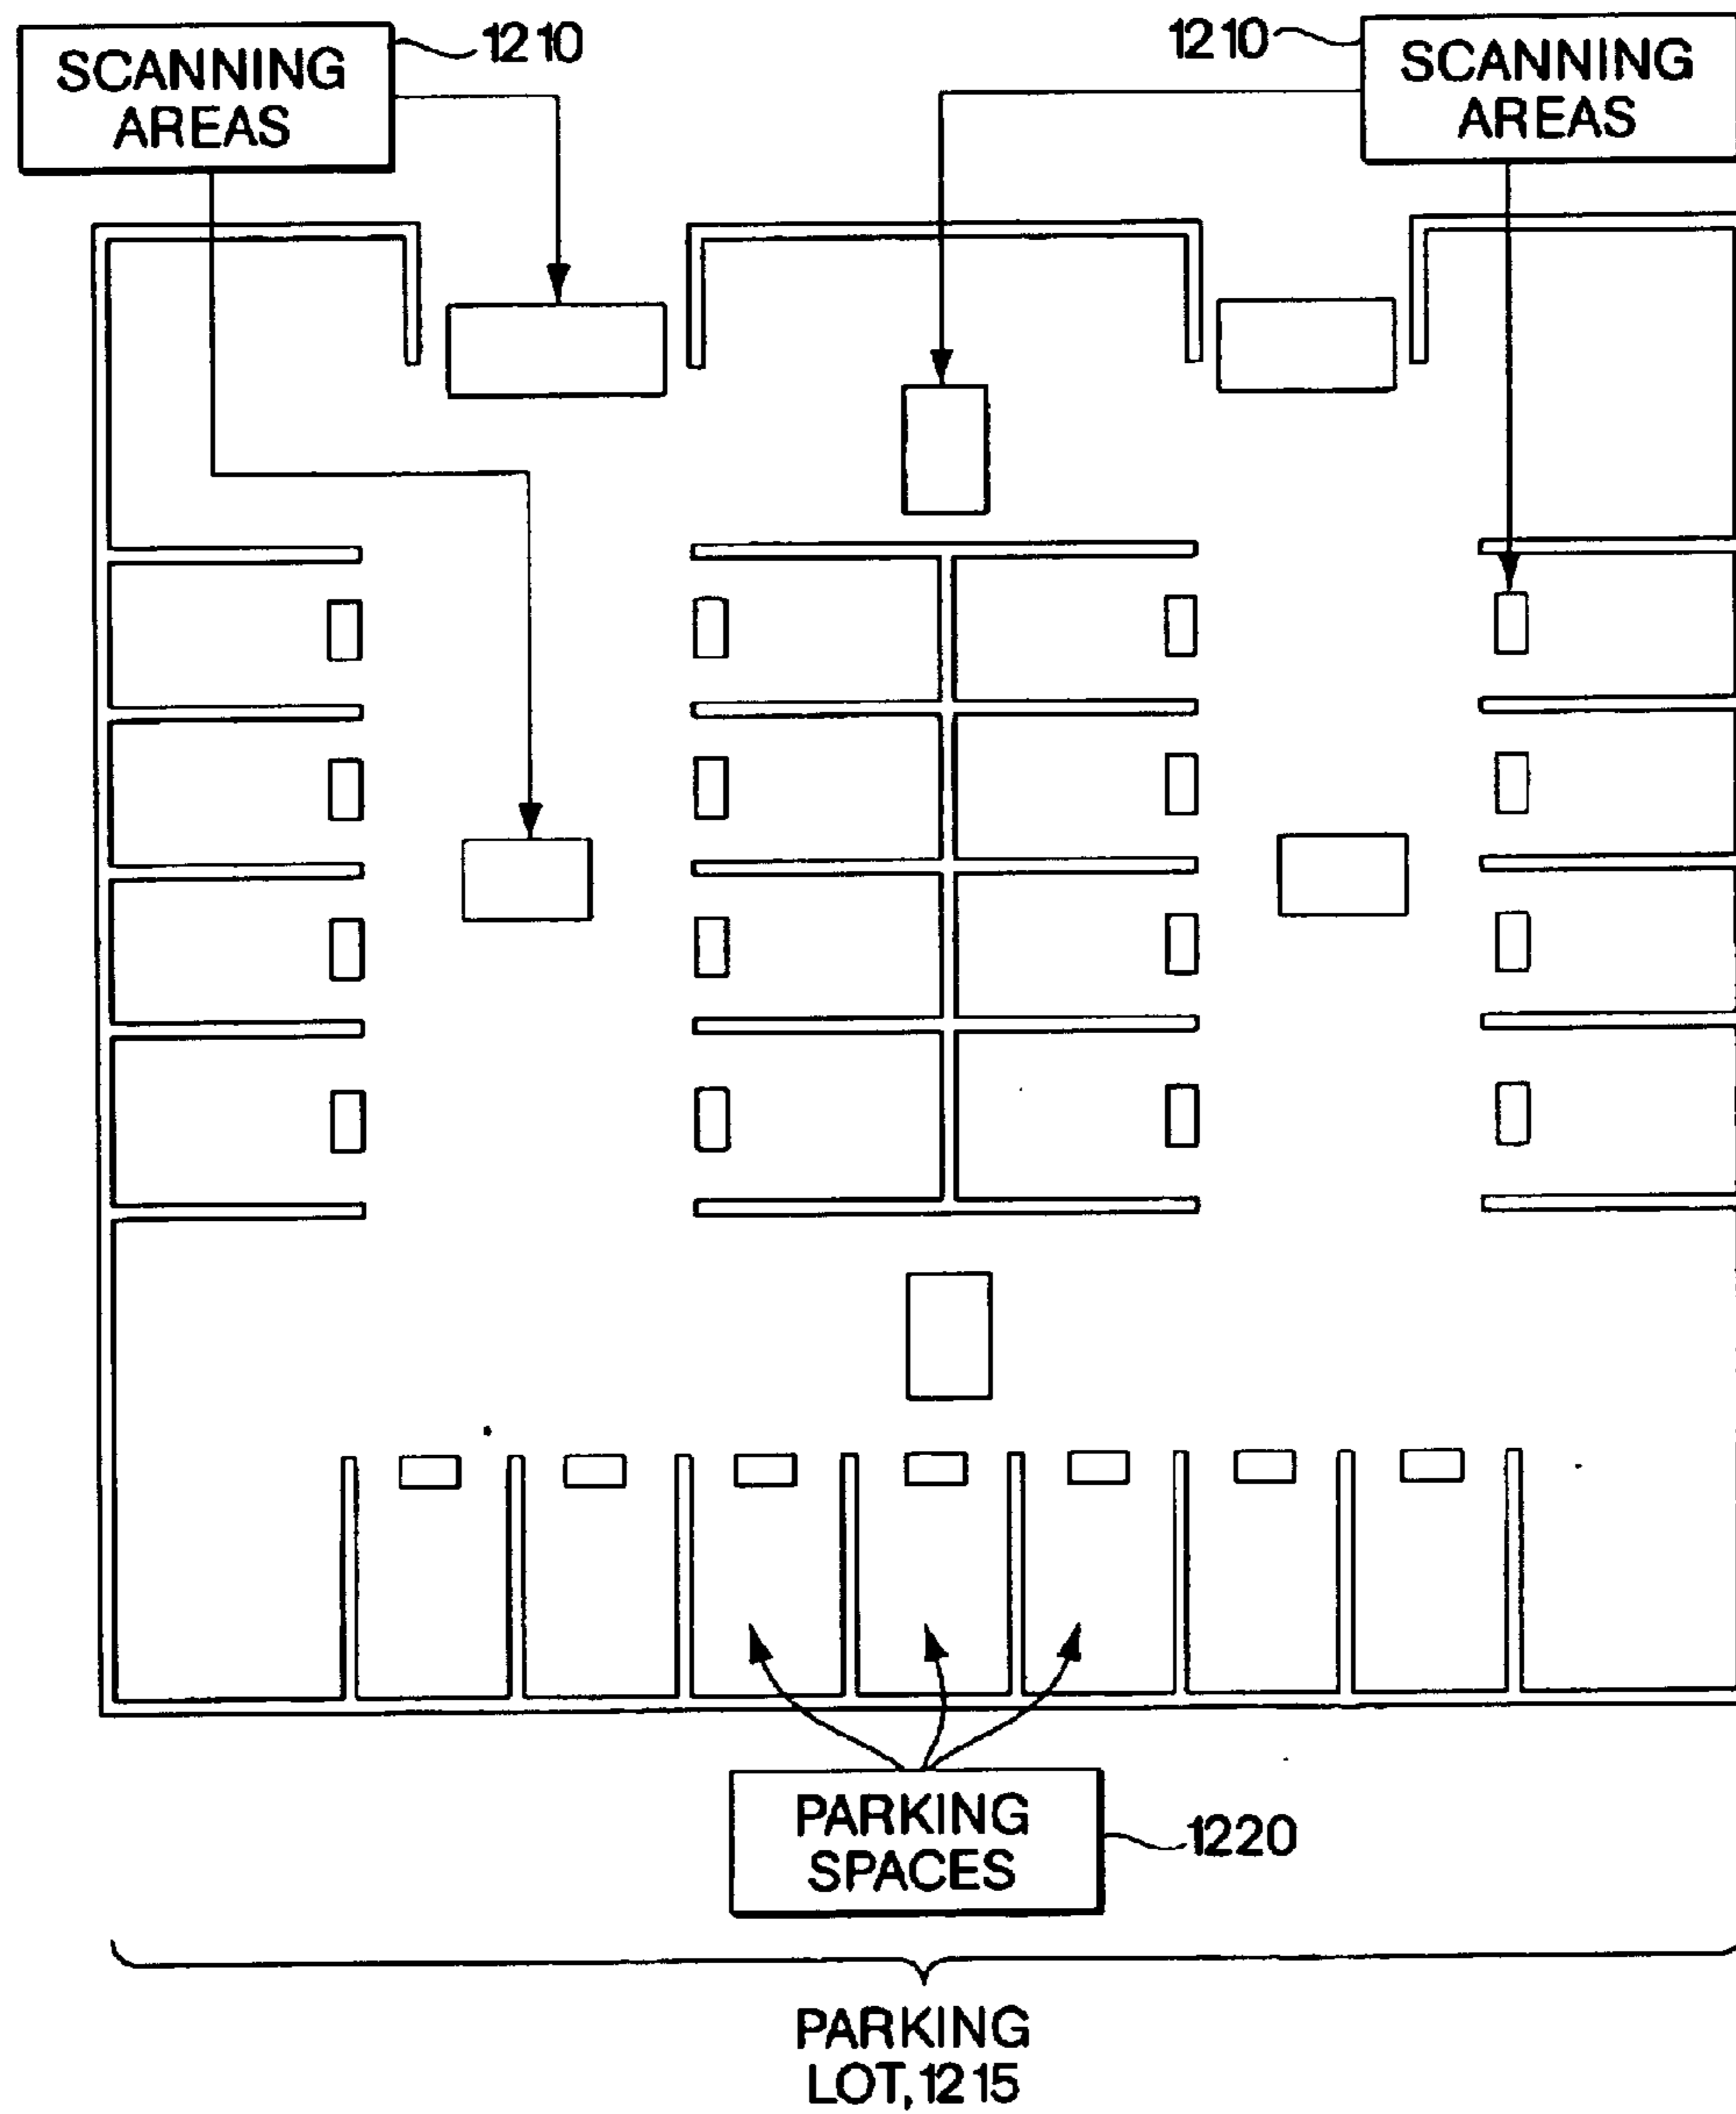 SCANNING
AREAS
1210
1210
SCANNING
AREAS
PARKING
SPACES
1220
PARKING
LOT, 1215